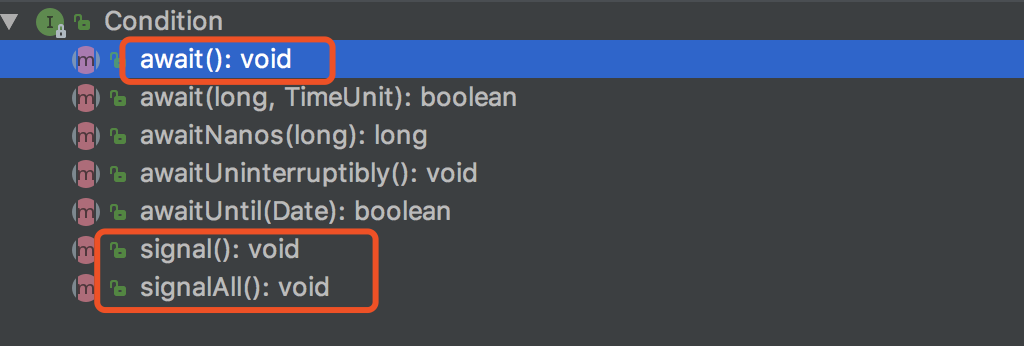 Condition
await(): void
await(long, TimeUnit): boolean
awaitNanos(long): long
awaitUninterruptibly(): void
awaitUntil(Date): boolean
signal(): void
signalAll(): void